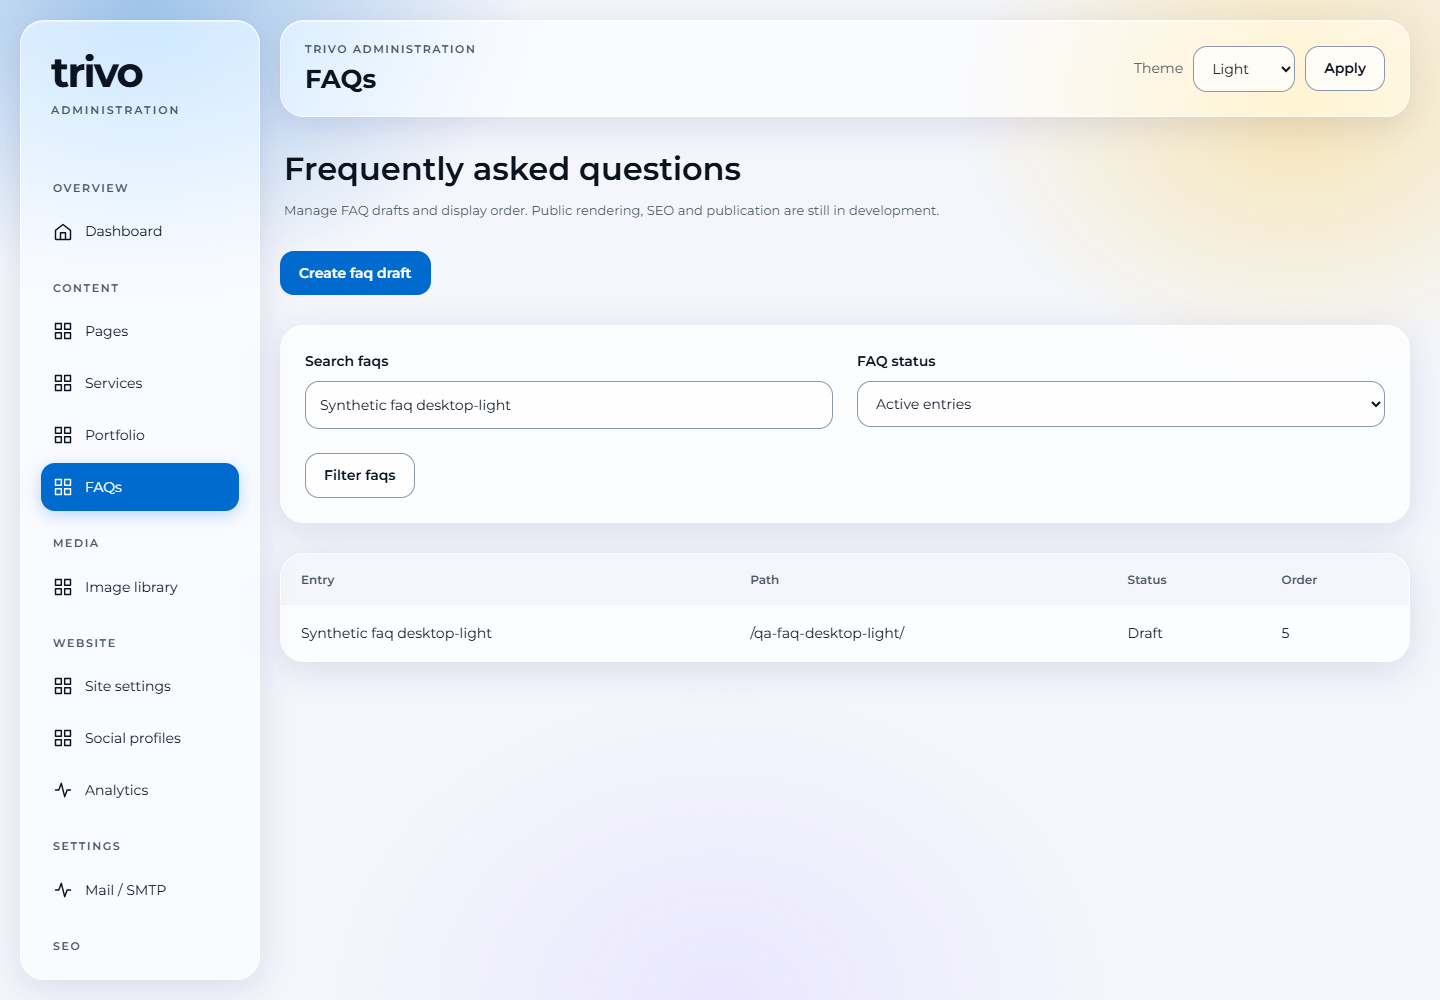 trivo
ADMINISTRATION
OVERVIEW
Dashboard
CONTENT
Pages
Services
Portfolio
FAQs
MEDIA
Image library
WEBSITE
Site settings
Social profiles
Analytics
SETTINGS
Mail / SMTP
SEO
TRIVO ADMINISTRATION
FAQs
Theme
Light
Apply
Frequently asked questions
Manage FAQ drafts and display order. Public rendering, SEO and publication are still in development.
Create faq draft
Search faqs
FAQ status
Synthetic faq desktop-light
Active entries
Filter faqs
Entry Path Status Order
Synthetic faq desktop-light /qa-faq-desktop-light/ Draft 5